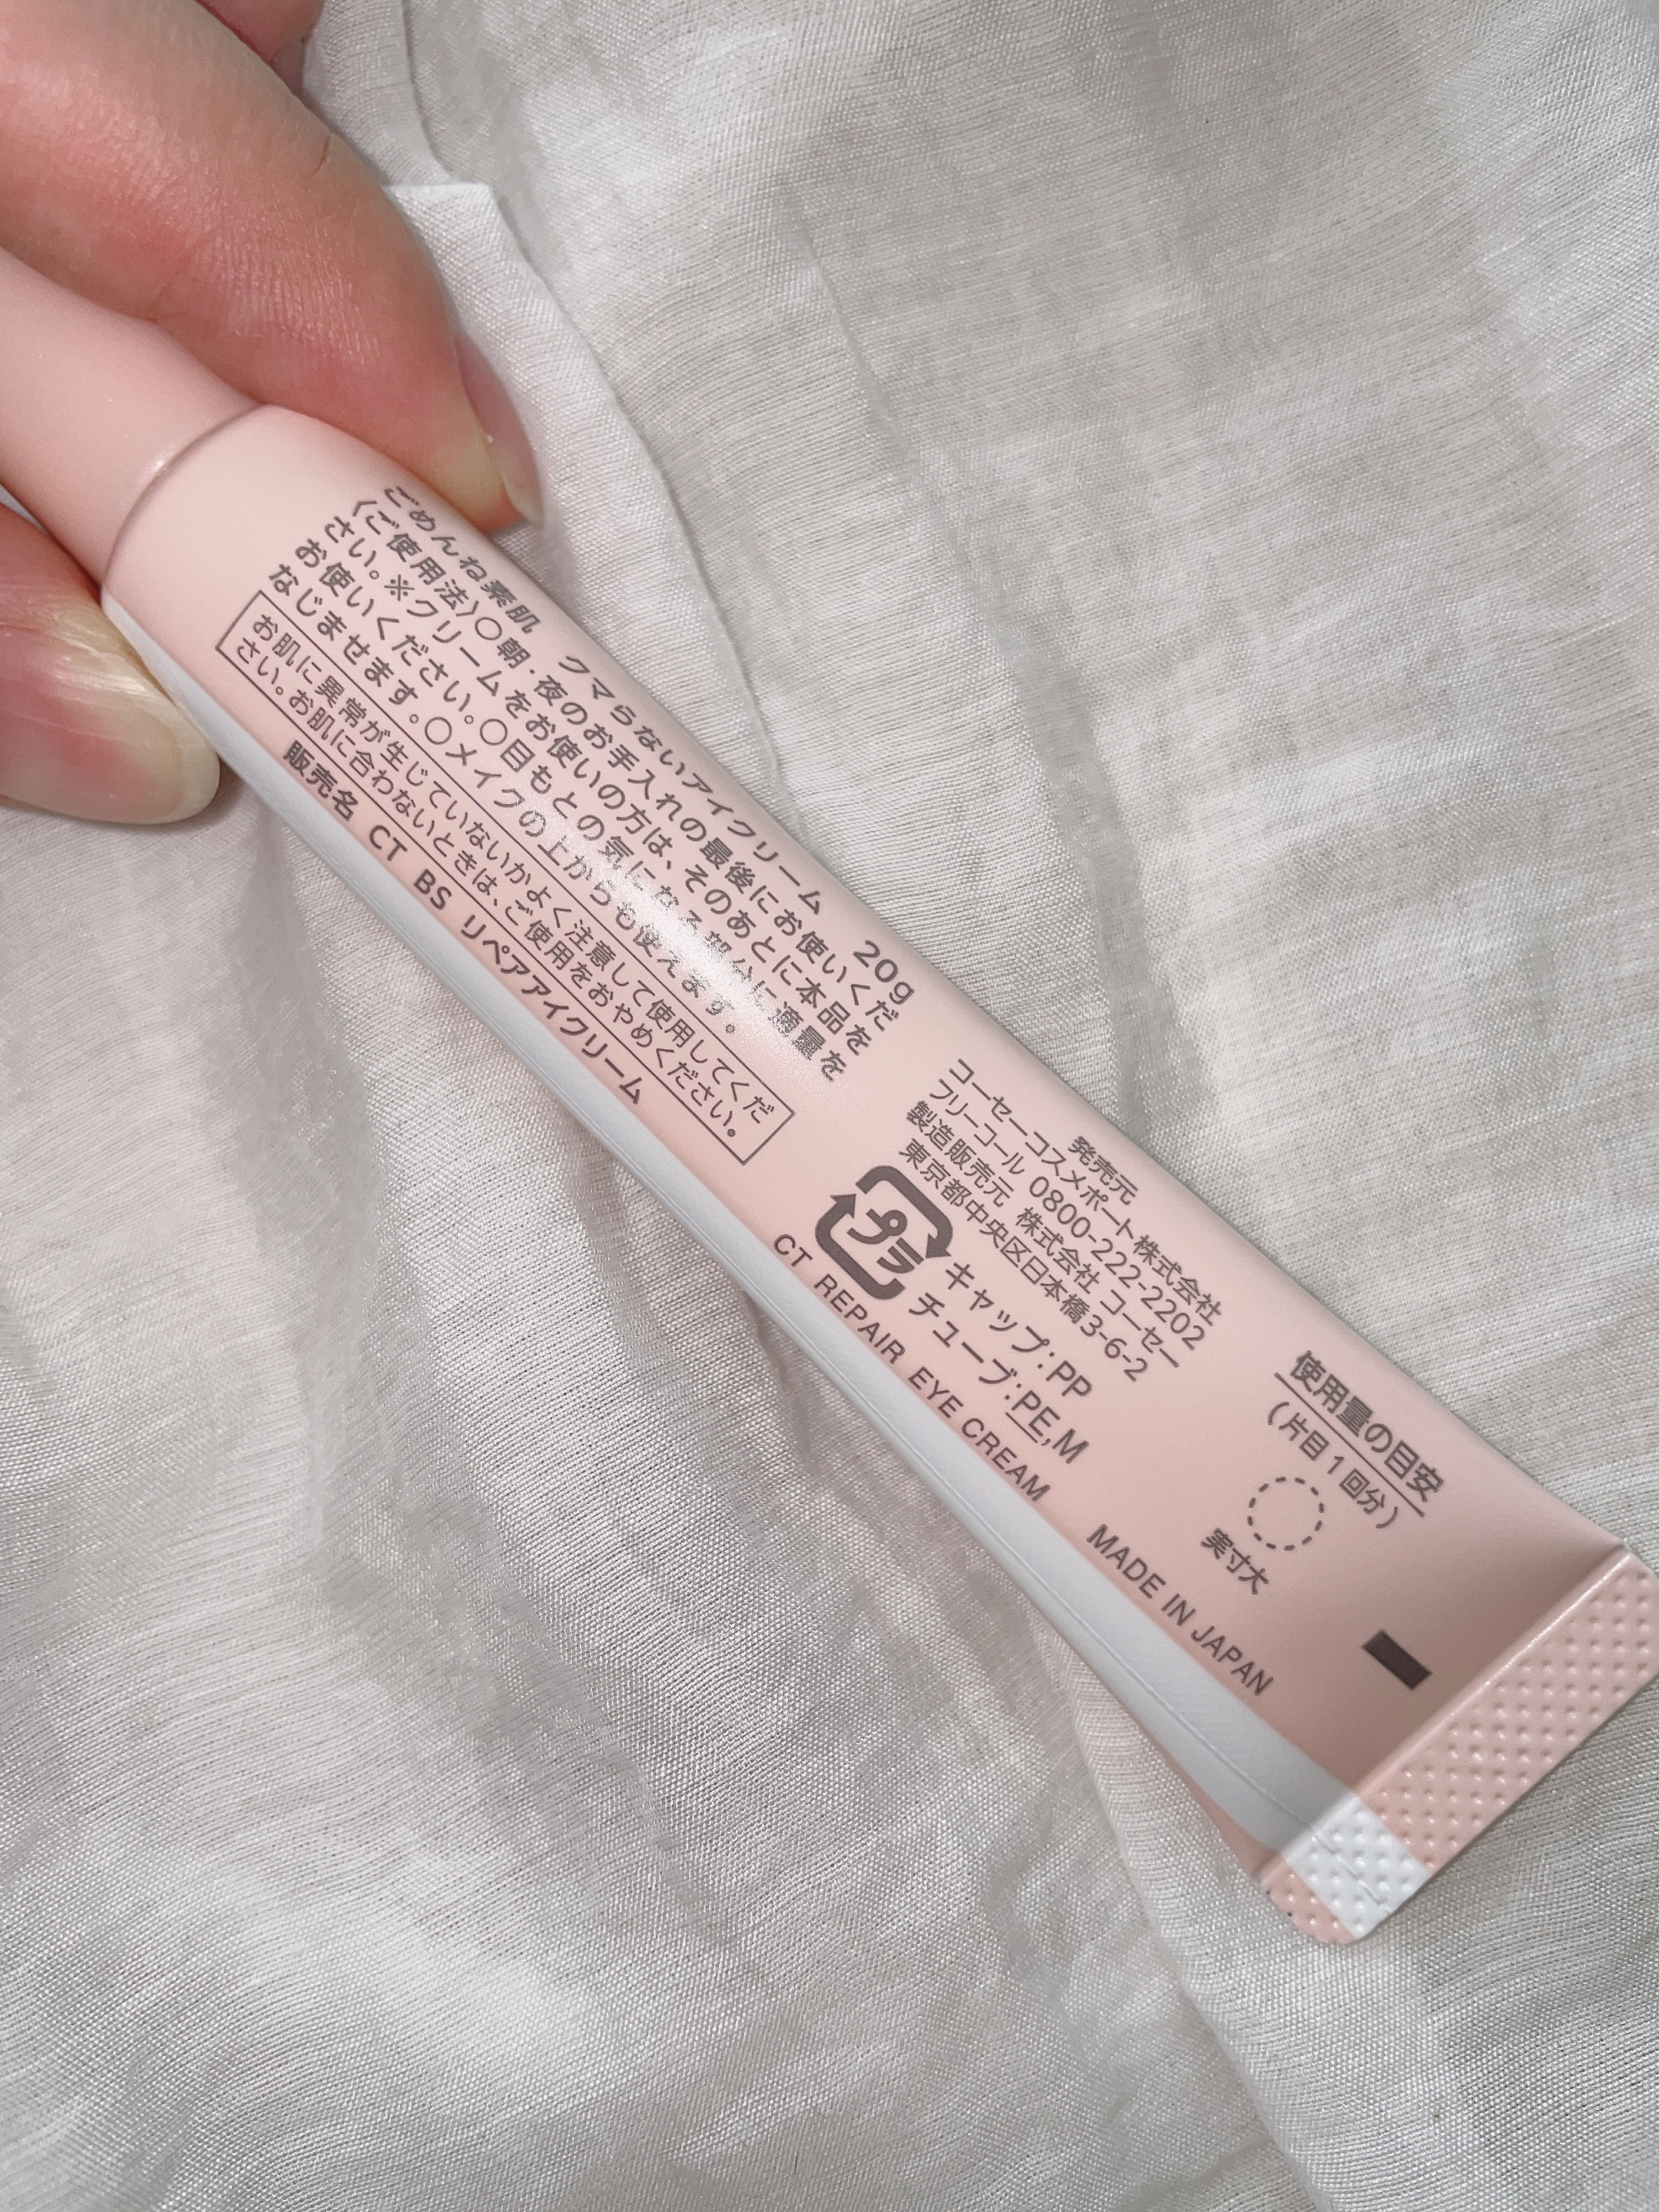 ごめんね素肌 クマらないアイクリーム 20g
〈ご使用法〉○朝・夜のお手入れの最後にお使いくだ
さい。※クリームをお使いの方は、そのあとに本品を
お使いください。○目もとの気になる部分に適量を
なじませます。○メイクの上からも使えます。
お肌に異常が生じていないかよく注意して使用してくだ
さい。お肌に合わないときは、ご使用をおやめください。
販売名 CT BS リペアアイクリーム
発売元
コーセーコスメポート株式会社
フリーコール 0800-222-2202
製造販売元 株式会社 コーセー
東京都中央区日本橋3-6-2
プラ
キャップ:PP
チューブ:PE,M
CT REPAIR EYE CREAM
MADE IN JAPAN
使用量の目安
(片目1回分)
実寸大